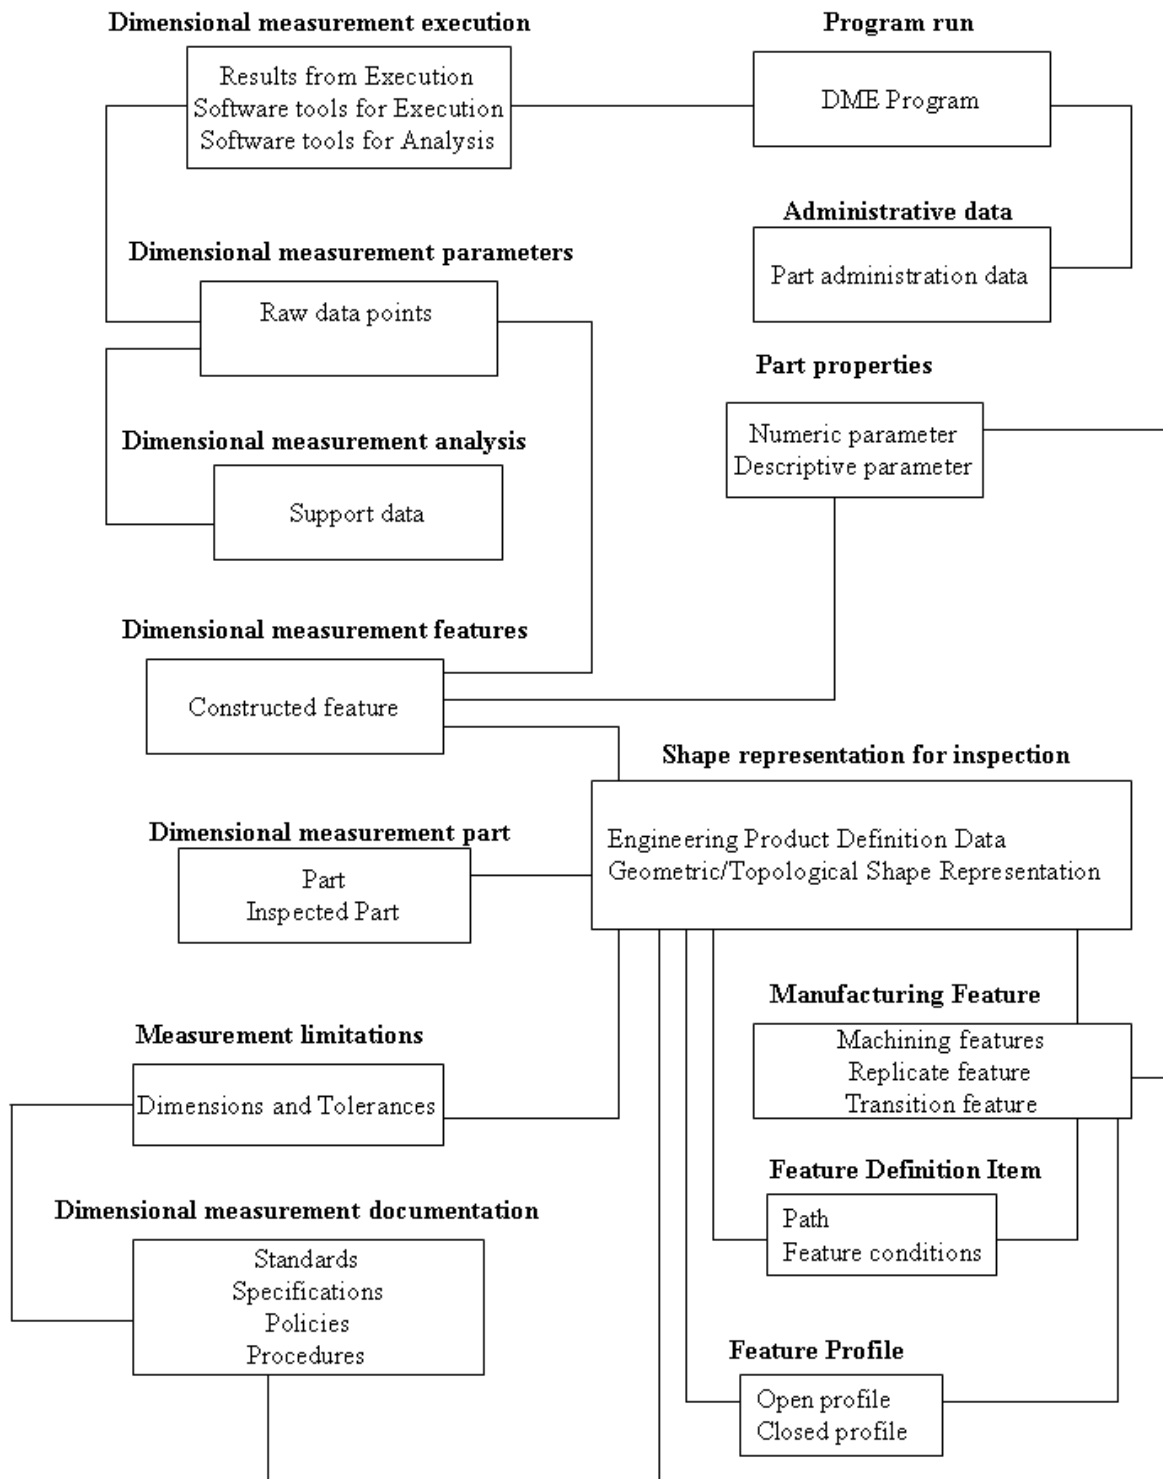 Dimensional measurement execution
Results from Execution
Software tools for Execution
Software tools for Analysis
Program run
DME Program
Administrative data
Part administration data
Dimensional measurement parameters
Raw data points
Part properties
Numeric parameter
Descriptive parameter
Dimensional measurement analysis
Support data
Dimensional measurement features
Constructed feature
Shape representation for inspection
Engineering Product Definition Data
Geometric/Topological Shape Representation
Dimensional measurement part
Part
Inspected Part
Manufacturing Feature
Machining features
Replicate feature
Transition feature
Measurement limitations
Dimensions and Tolerances
Feature Definition Item
Path
Feature conditions
Dimensional measurement documentation
Standards
Specifications
Policies
Procedures
Feature Profile
Open profile
Closed profile